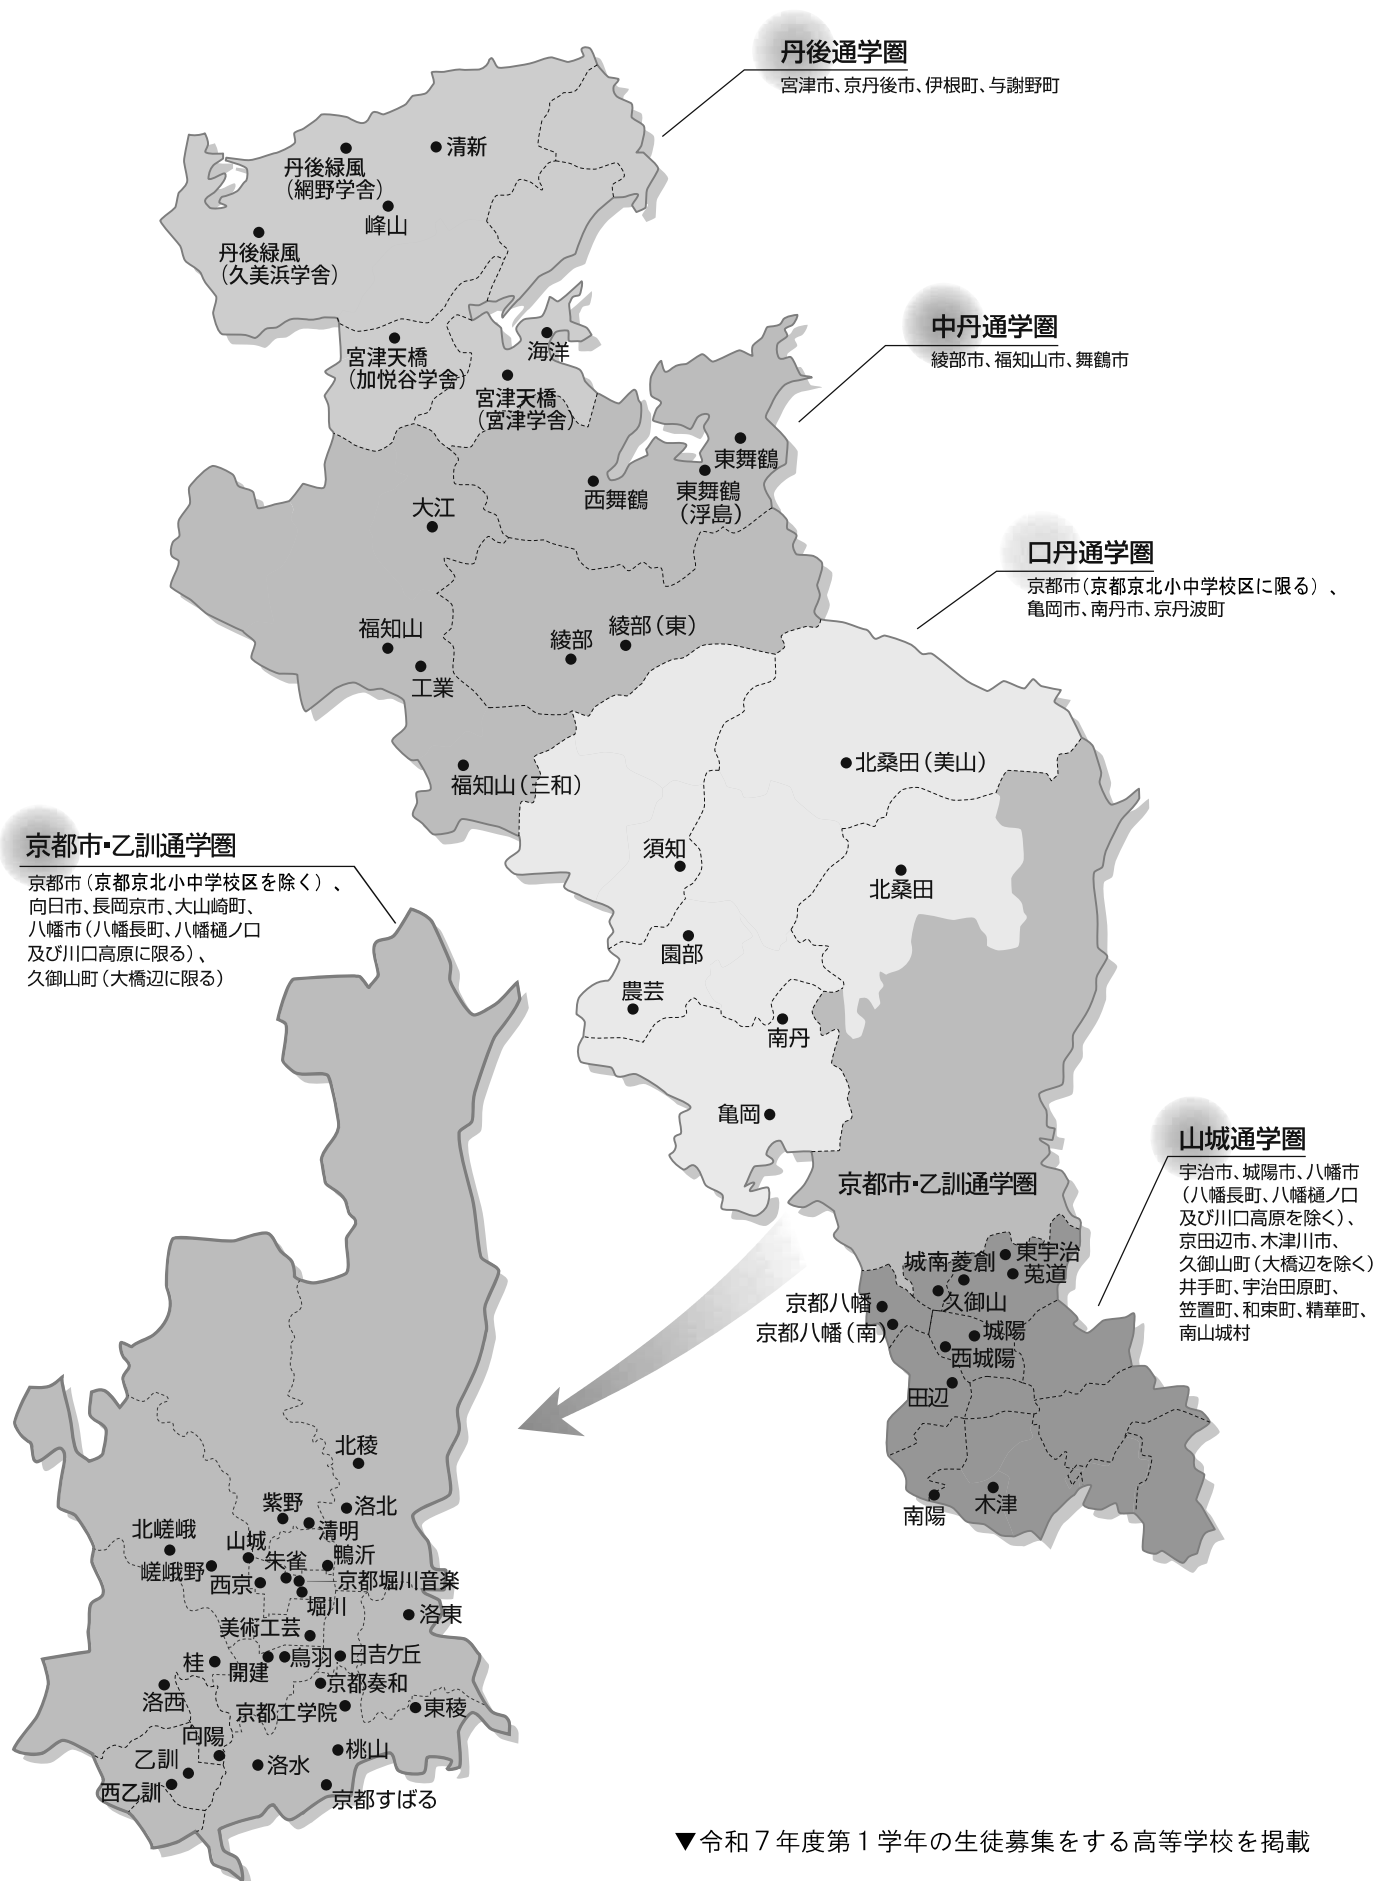 丹後通学圏
宮津市、京丹後市、伊根町、与謝野町
清新
丹後緑風
（網野学舎）
峰山
丹後緑風
（久美浜学舎）
宮津天橋
（加悦谷学舎）
海洋
宮津天橋
（宮津学舎）
中丹通学圏
綾部市、福知山市、舞鶴市
東舞鶴
東舞鶴
（浮島）
西舞鶴
大江
福知山
工業
綾部
綾部（東）
福知山（三和）
口丹通学圏
京都市（京都京北小中学校区に限る）、
亀岡市、南丹市、京丹波町
北桑田（美山）
須知
北桑田
園部
農芸
南丹
亀岡
京都市・乙訓通学圏
京都市（京都京北小中学校区を除く）、
向日市、長岡京市、大山崎町、
八幡市（八幡長町、八幡樋ノ口
及び川口高原に限る）、
久御山町（大橋辺に限る）
京都市・乙訓通学圏
山城通学圏
宇治市、城陽市、八幡市
（八幡長町、八幡樋ノ口
及び川口高原を除く）、
京田辺市、木津川市、
久御山町（大橋辺を除く）
井手町、宇治田原町、
笠置町、和束町、精華町、
南山城村
城南菱創
東宇治
莵道
久御山
京都八幡
京都八幡（南）
城陽
西城陽
田辺
南陽
木津
北稜
紫野
洛北
清明
北嵯峨
山城
朱雀
鴨沂
嵯峨野
西京
京都堀川音楽
堀川
洛東
美術工芸
桂
開建
鳥羽
日吉ケ丘
京都奏和
洛西
京都工学院
東稜
向陽
乙訓
洛水
桃山
西乙訓
京都すばる
▼令和７年度第１学年の生徒募集をする高等学校を掲載